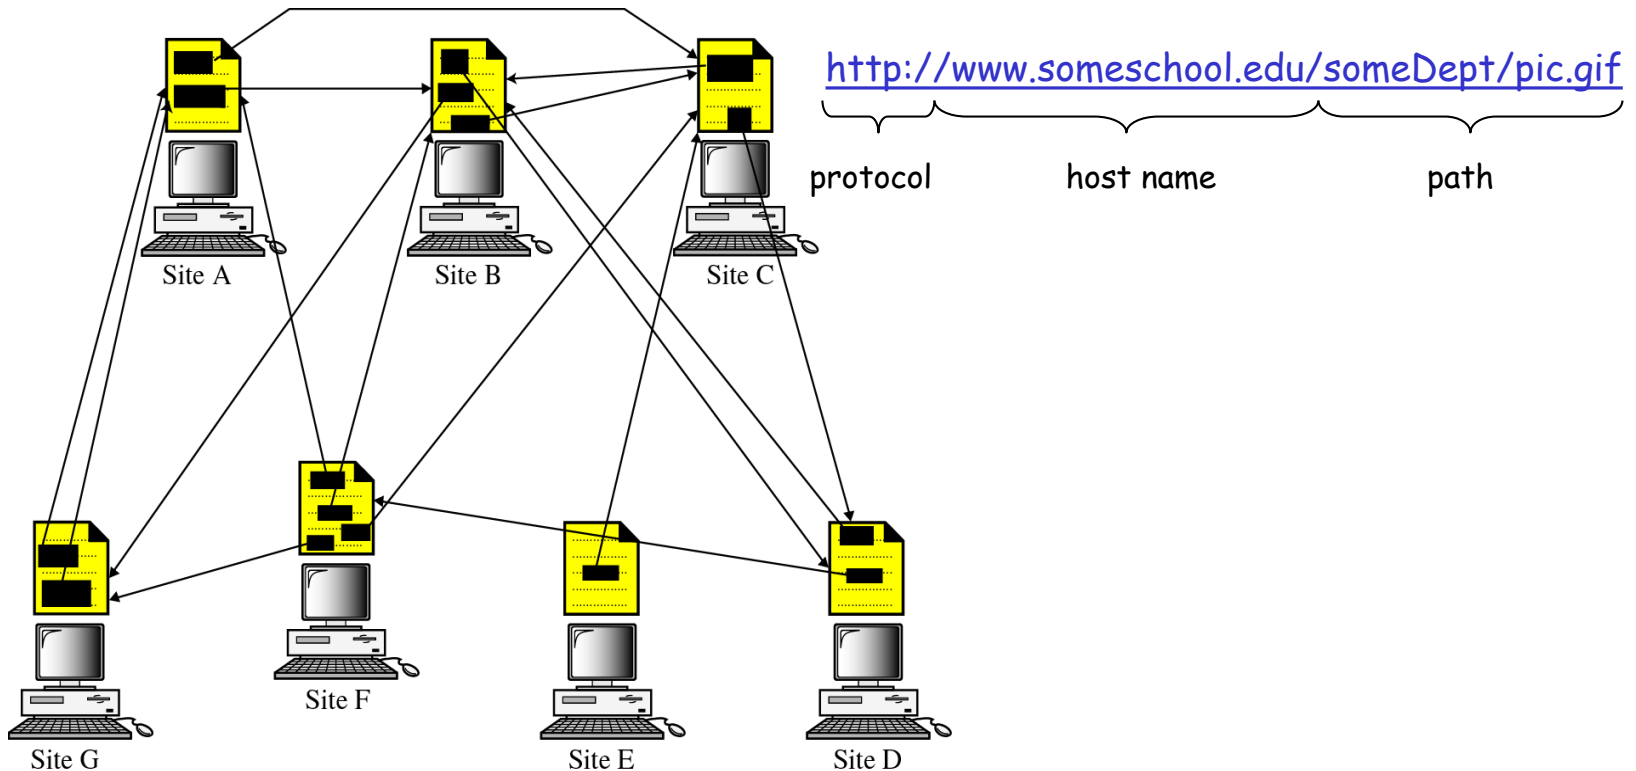 http://www.someschool.edu/someDept/pic.gif
protocol host name path
Site A Site B Site C
Site F
Site G Site E Site D